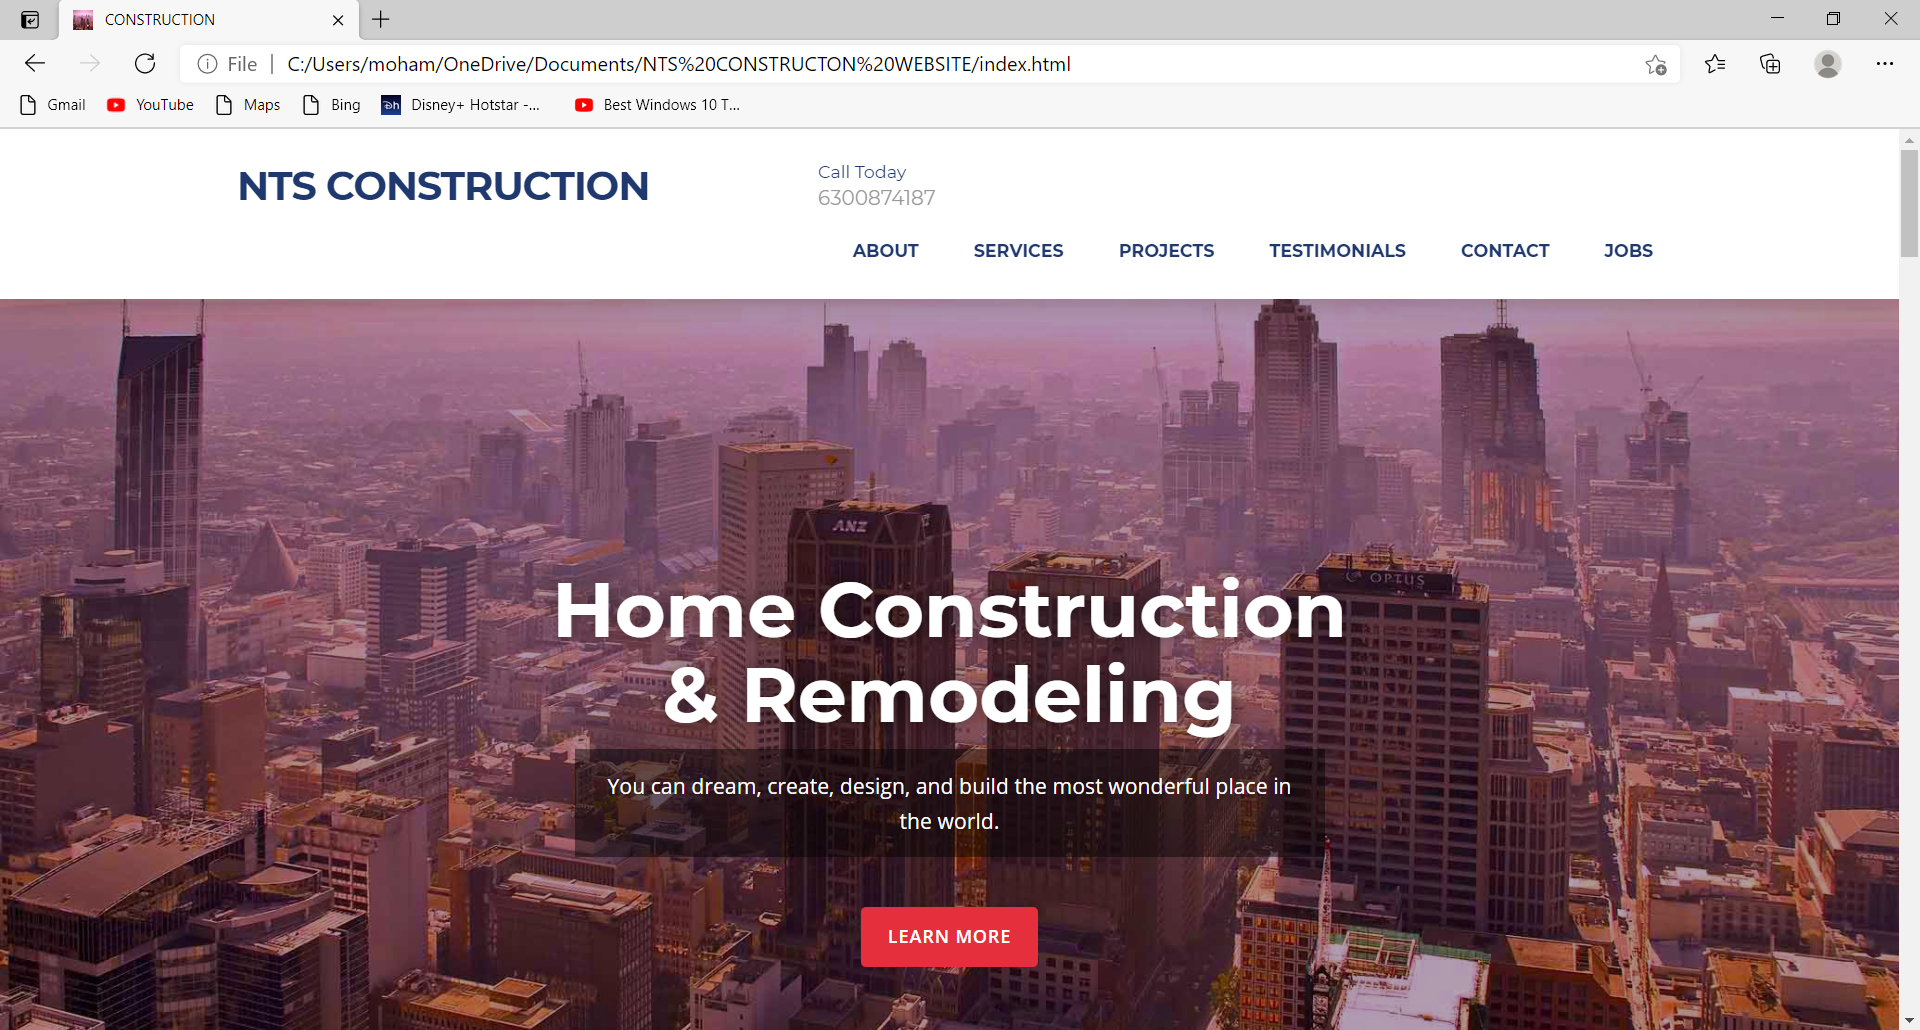 CONSTRUCTION
File C:/Users/moham/OneDrive/Documents/NTS%20CONSTRUCTON%20WEBSITE/index.html
Gmail YouTube Maps Bing Disney+ Hotstar -... Best Windows 10 T...
NTS CONSTRUCTION
Call Today
6300874187
ABOUT SERVICES PROJECTS TESTIMONIALS CONTACT JOBS
ANZ
OPTUS
Home Construction
& Remodeling
You can dream, create, design, and build the most wonderful place in
the world.
LEARN MORE